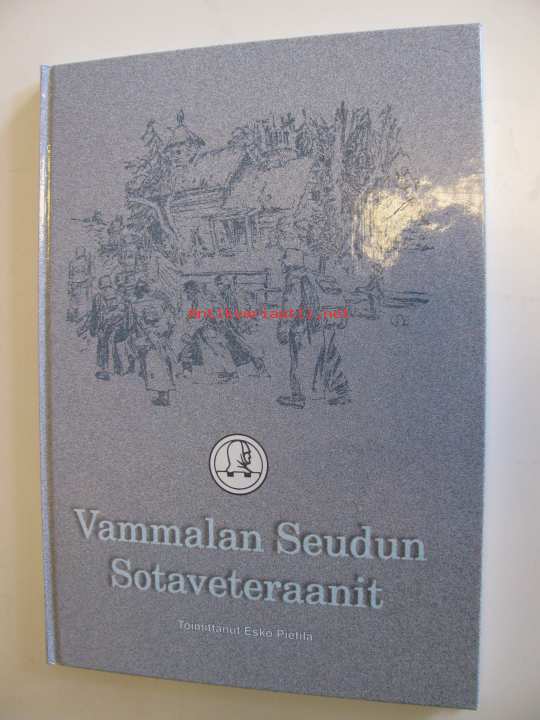 antikvariaatti.net
Vammalan Seudun
Sotaveteraanit
Toimittanut Esko Pietilä